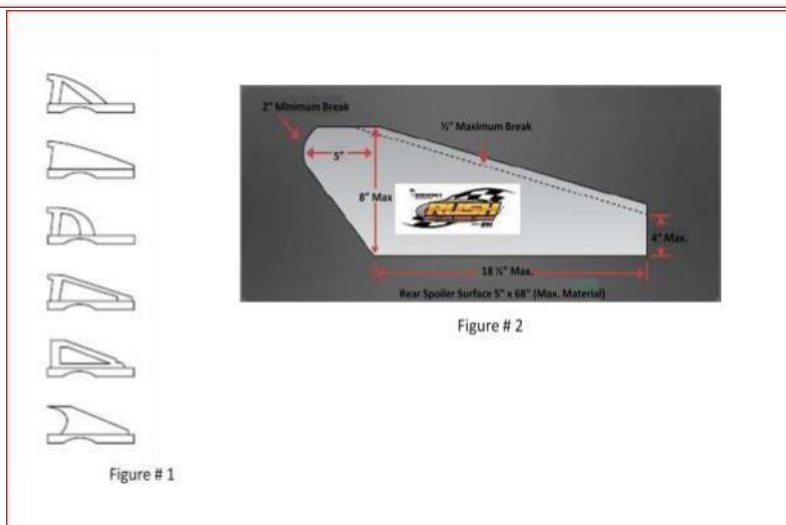 2" Minimum Break
½" Maximum Break
5"
8" Max
RUSH
4" Max.
18 ½" Max.
Rear Spoiler Surface 5" x 68" (Max. Material)
Figure # 2
Figure # 1